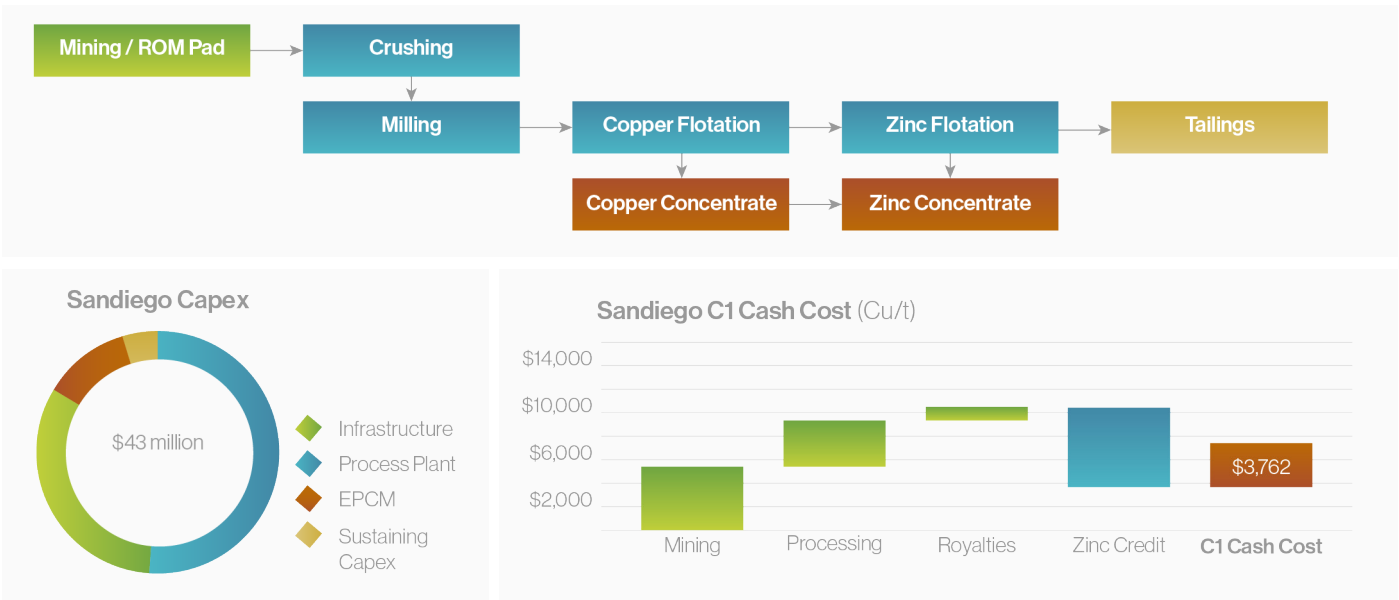 Mining / ROM Pad
Crushing
Milling
Copper Flotation
Zinc Flotation
Tailings
Copper Concentrate
Zinc Concentrate
Sandiego Capex
$43 million
Infrastructure
Process Plant
EPCM
Sustaining
Capex
Sandiego C1 Cash Cost (Cu/t)
$14,000
$10,000
$6,000
$2,000
$3,762
Mining
Processing
Royalties
Zinc Credit
C1 Cash Cost